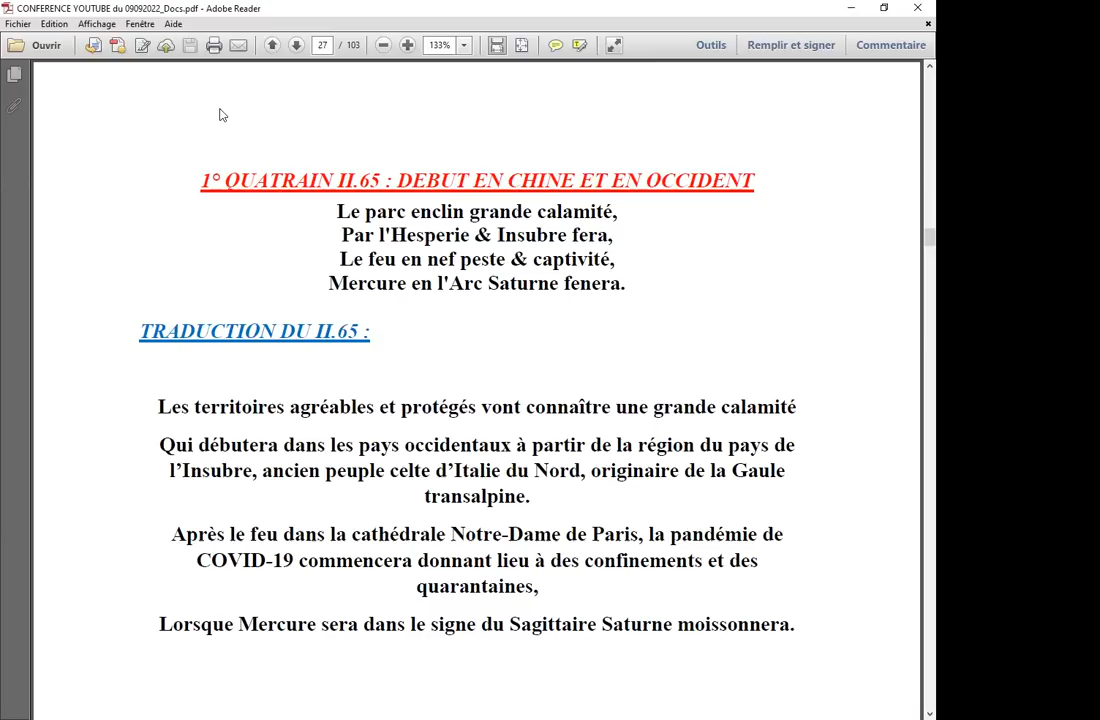 CONFERENCE YOUTUBE du 09092022_Docs.pdf - Adobe Reader
Fichier Edition Affichage Fenêtre Aide
Ouvrir 27 / 103 133% Outils Remplir et signer Commentaire
1° QUATRAIN II.65 : DEBUT EN CHINE ET EN OCCIDENT
Le parc enclin grande calamité,
Par l'Hesperie & Insubre fera,
Le feu en nef peste & captivité,
Mercure en l'Arc Saturne fenera.
TRADUCTION DU II.65 :
Les territoires agréables et protégés vont connaître une grande calamité
Qui débutera dans les pays occidentaux à partir de la région du pays de
l’Insubre, ancien peuple celte d’Italie du Nord, originaire de la Gaule
transalpine.
Après le feu dans la cathédrale Notre-Dame de Paris, la pandémie de
COVID-19 commencera donnant lieu à des confinements et des
quarantaines,
Lorsque Mercure sera dans le signe du Sagittaire Saturne moissonnera.